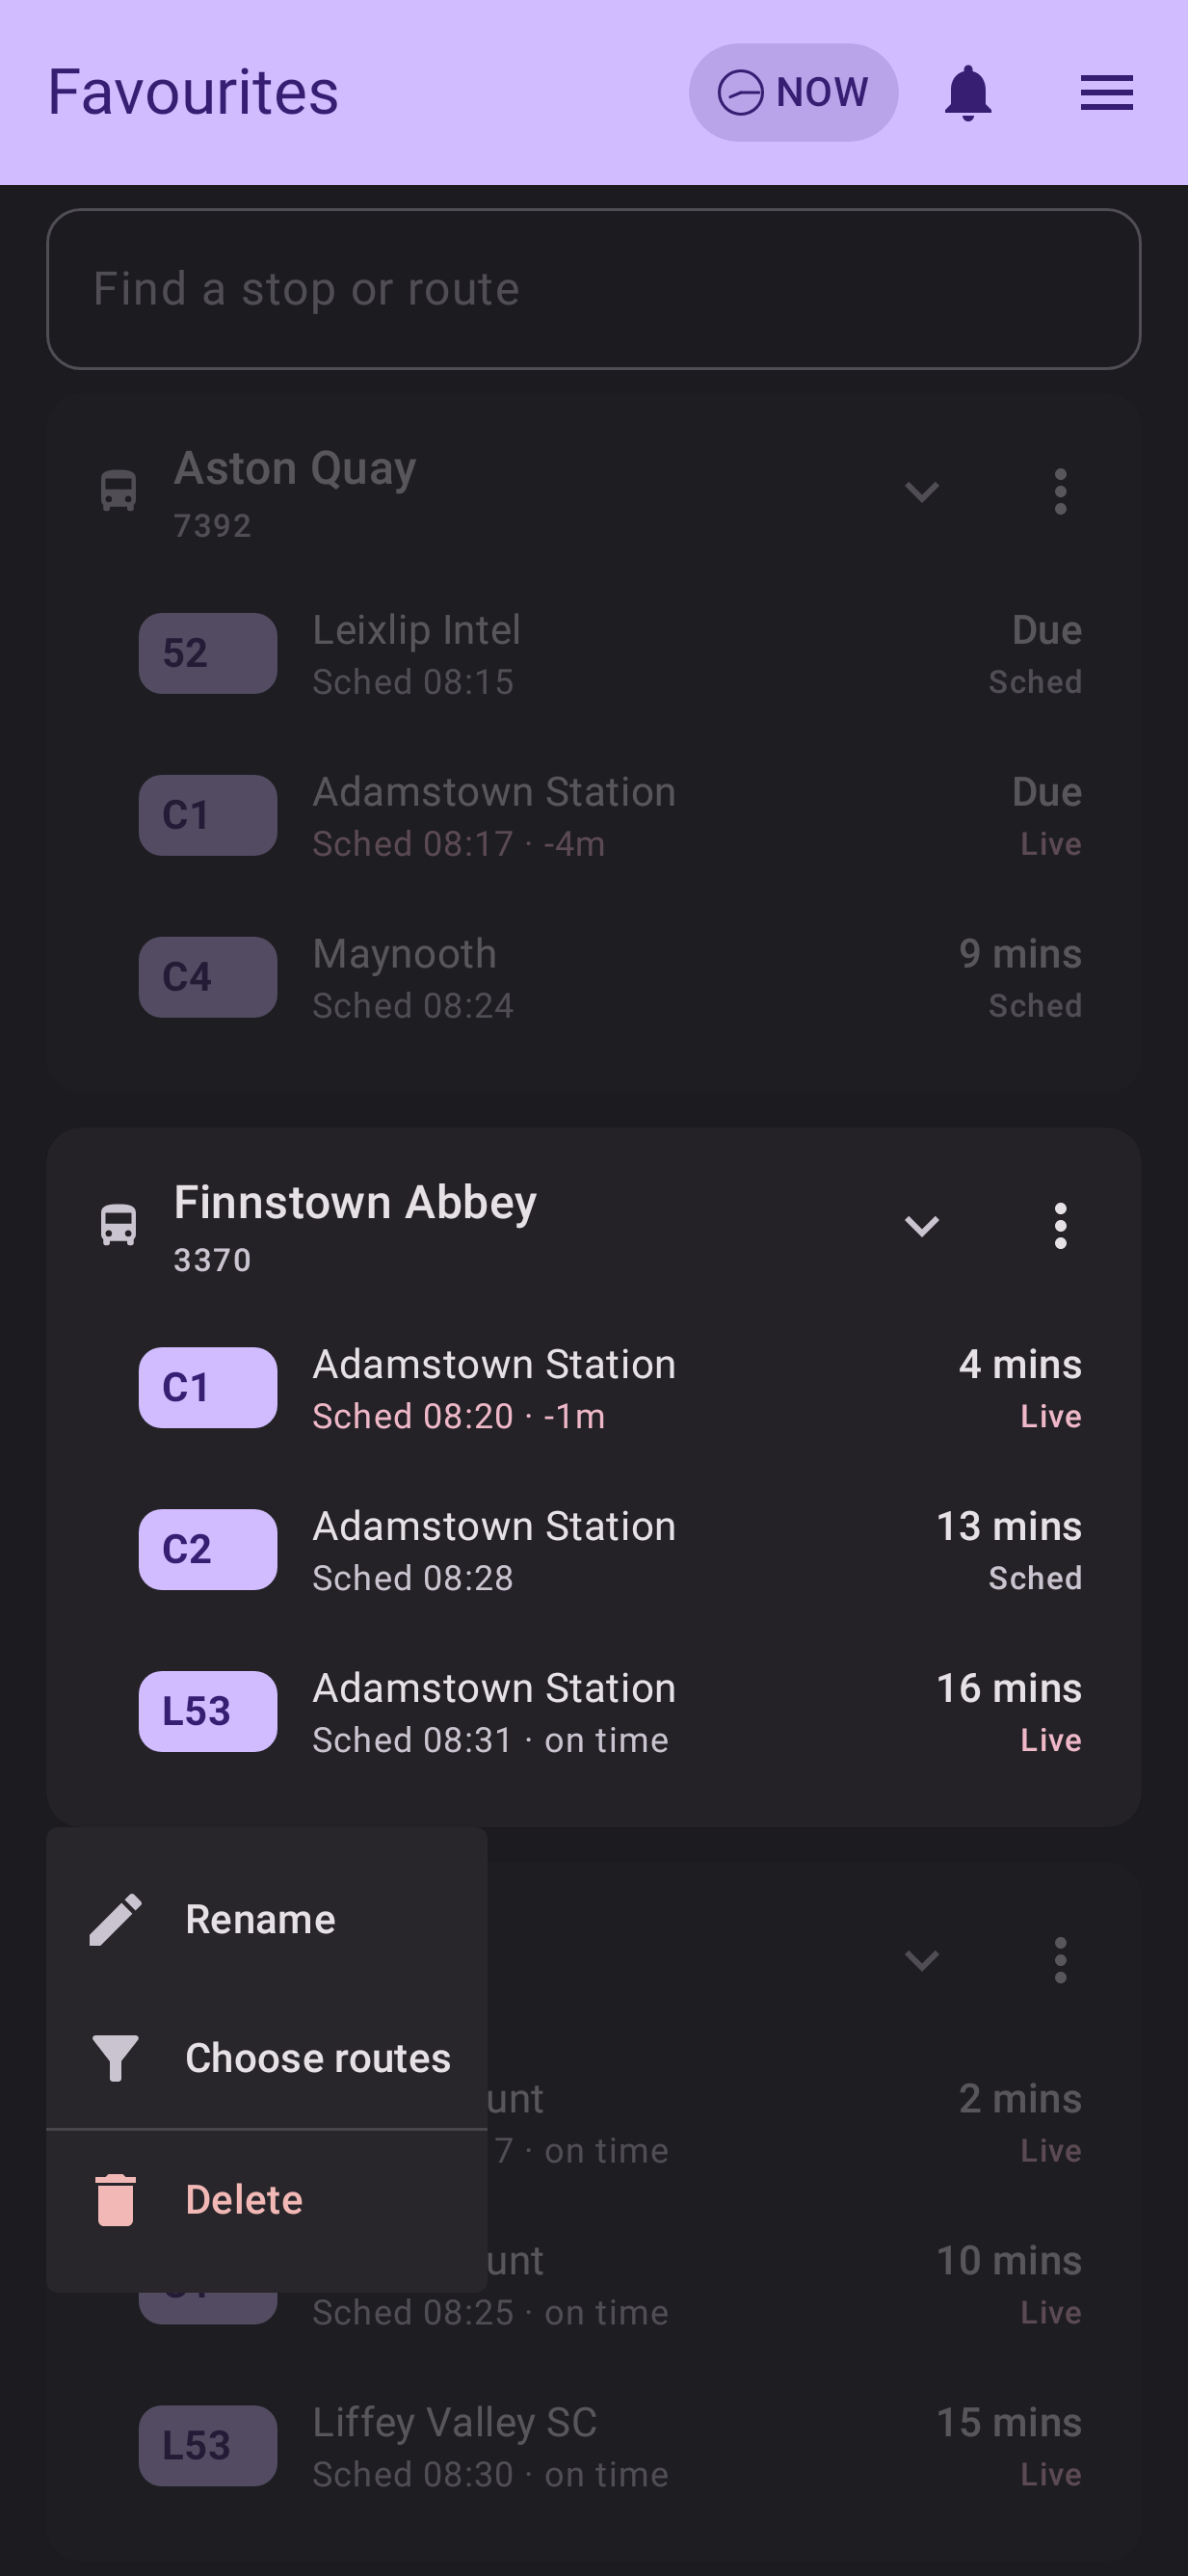 Favourites
NOW
Find a stop or route
Aston Quay
7392
52
Leixlip Intel
Due
Sched 08:15
Sched
C1
Adamstown Station
Due
Sched 08:17 · -4m
Live
C4
Maynooth
9 mins
Sched 08:24
Sched
Finnstown Abbey
3370
C1
Adamstown Station
4 mins
Sched 08:20 · -1m
Live
C2
Adamstown Station
13 mins
Sched 08:28
Sched
L53
Adamstown Station
16 mins
Sched 08:31 · on time
Live
Rename
Choose routes
2 mins
7 · on time
Live
Delete
10 mins
Sched 08:25 · on time
Live
L53
Liffey Valley SC
15 mins
Sched 08:30 · on time
Live